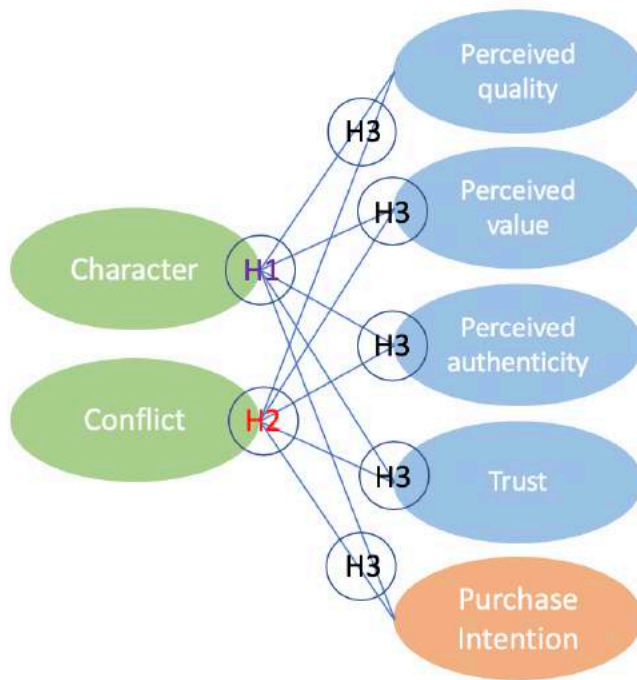 Perceived
quality
H3
Perceived
value
H3
Character
H1
Perceived
authenticity
H3
Conflict
H2
Trust
H3
H3
Purchase
Intention